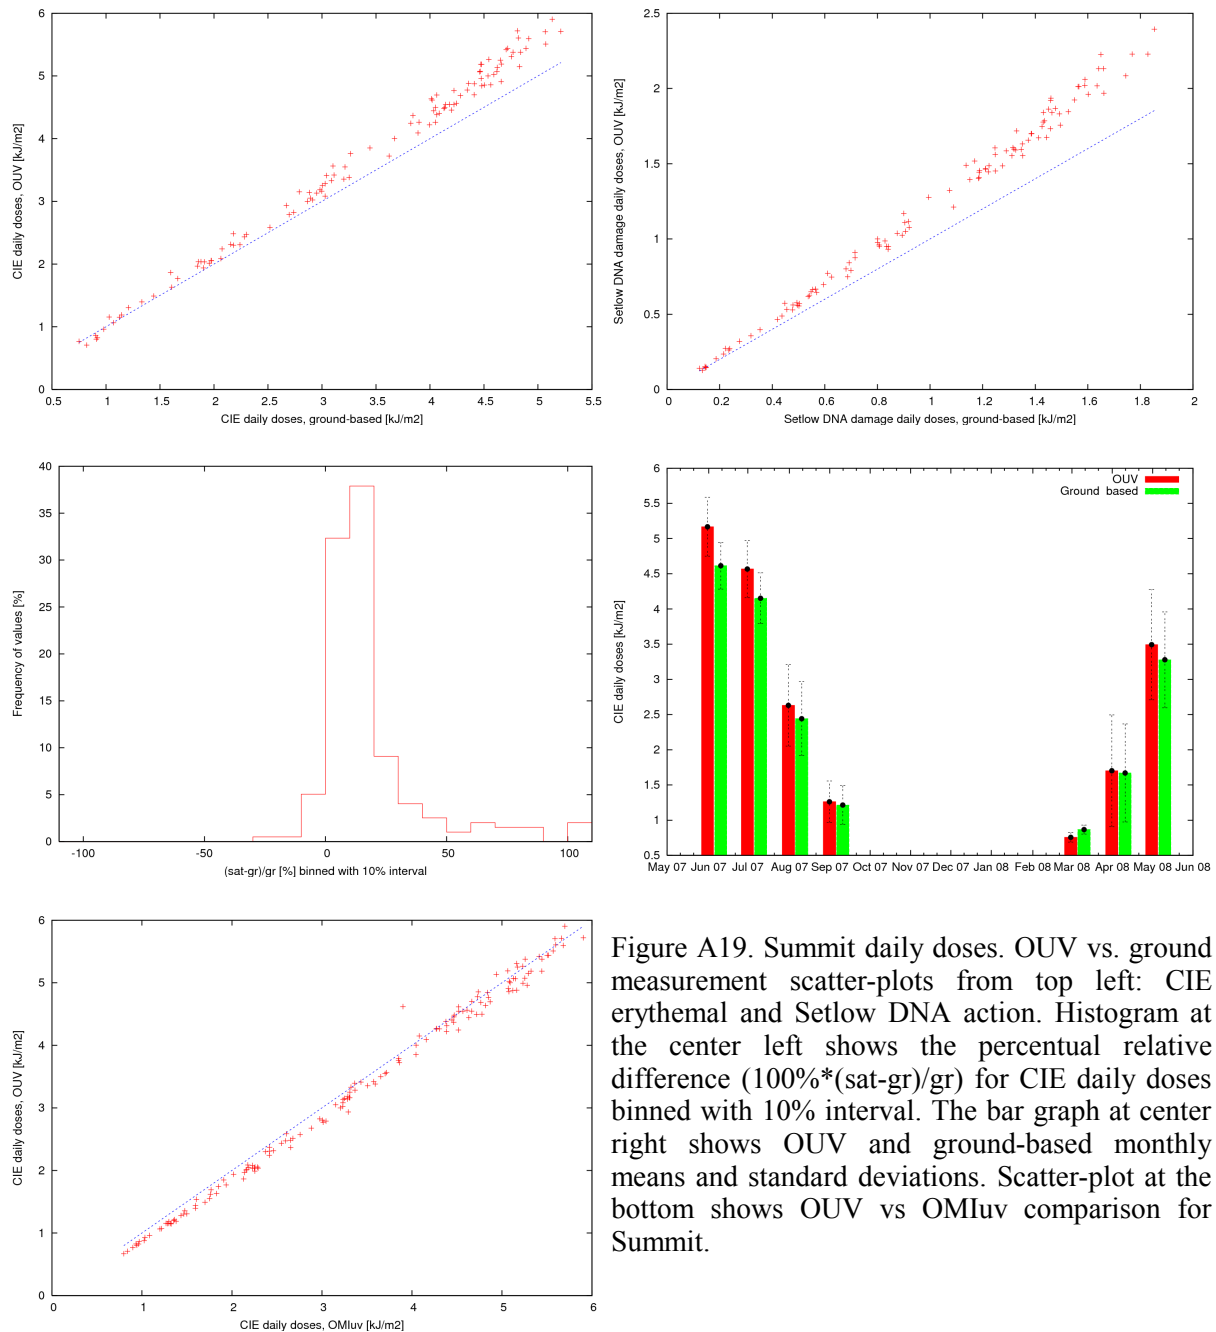 6
5
4
3
2
1
0
CIE daily doses, OUV [kJ/m2]
0.5 1 1.5 2 2.5 3 3.5 4 4.5 5 5.5
CIE daily doses, ground-based [kJ/m2]
2.5
2
1.5
1
0.5
0
Setlow DNA damage daily doses, OUV [kJ/m2]
0 0.2 0.4 0.6 0.8 1 1.2 1.4 1.6 1.8 2
Setlow DNA damage daily doses, ground-based [kJ/m2]
40
35
30
25
20
15
10
5
0
Frequency of values [%]
-100 -50 0 50 100
(sat-gr)/gr [%] binned with 10% interval
6
5.5
5
4.5
4
3.5
3
2.5
2
1.5
1
0.5
CIE daily doses [kJ/m2]
OUV
Ground based
May 07 Jun 07 Jul 07 Aug 07 Sep 07 Oct 07 Nov 07 Dec 07 Jan 08 Feb 08 Mar 08 Apr 08 May 08 Jun 08
6
5
4
3
2
1
0
CIE daily doses, OUV [kJ/m2]
0 1 2 3 4 5 6
CIE daily doses, OMIuv [kJ/m2]
Figure A19. Summit daily doses. OUV vs. ground
measurement scatter-plots from top left: CIE
erythemal and Setlow DNA action. Histogram at
the center left shows the percentual relative
difference (100%*(sat-gr)/gr) for CIE daily doses
binned with 10% interval. The bar graph at center
right shows OUV and ground-based monthly
means and standard deviations. Scatter-plot at the
bottom shows OUV vs OMIuv comparison for
Summit.